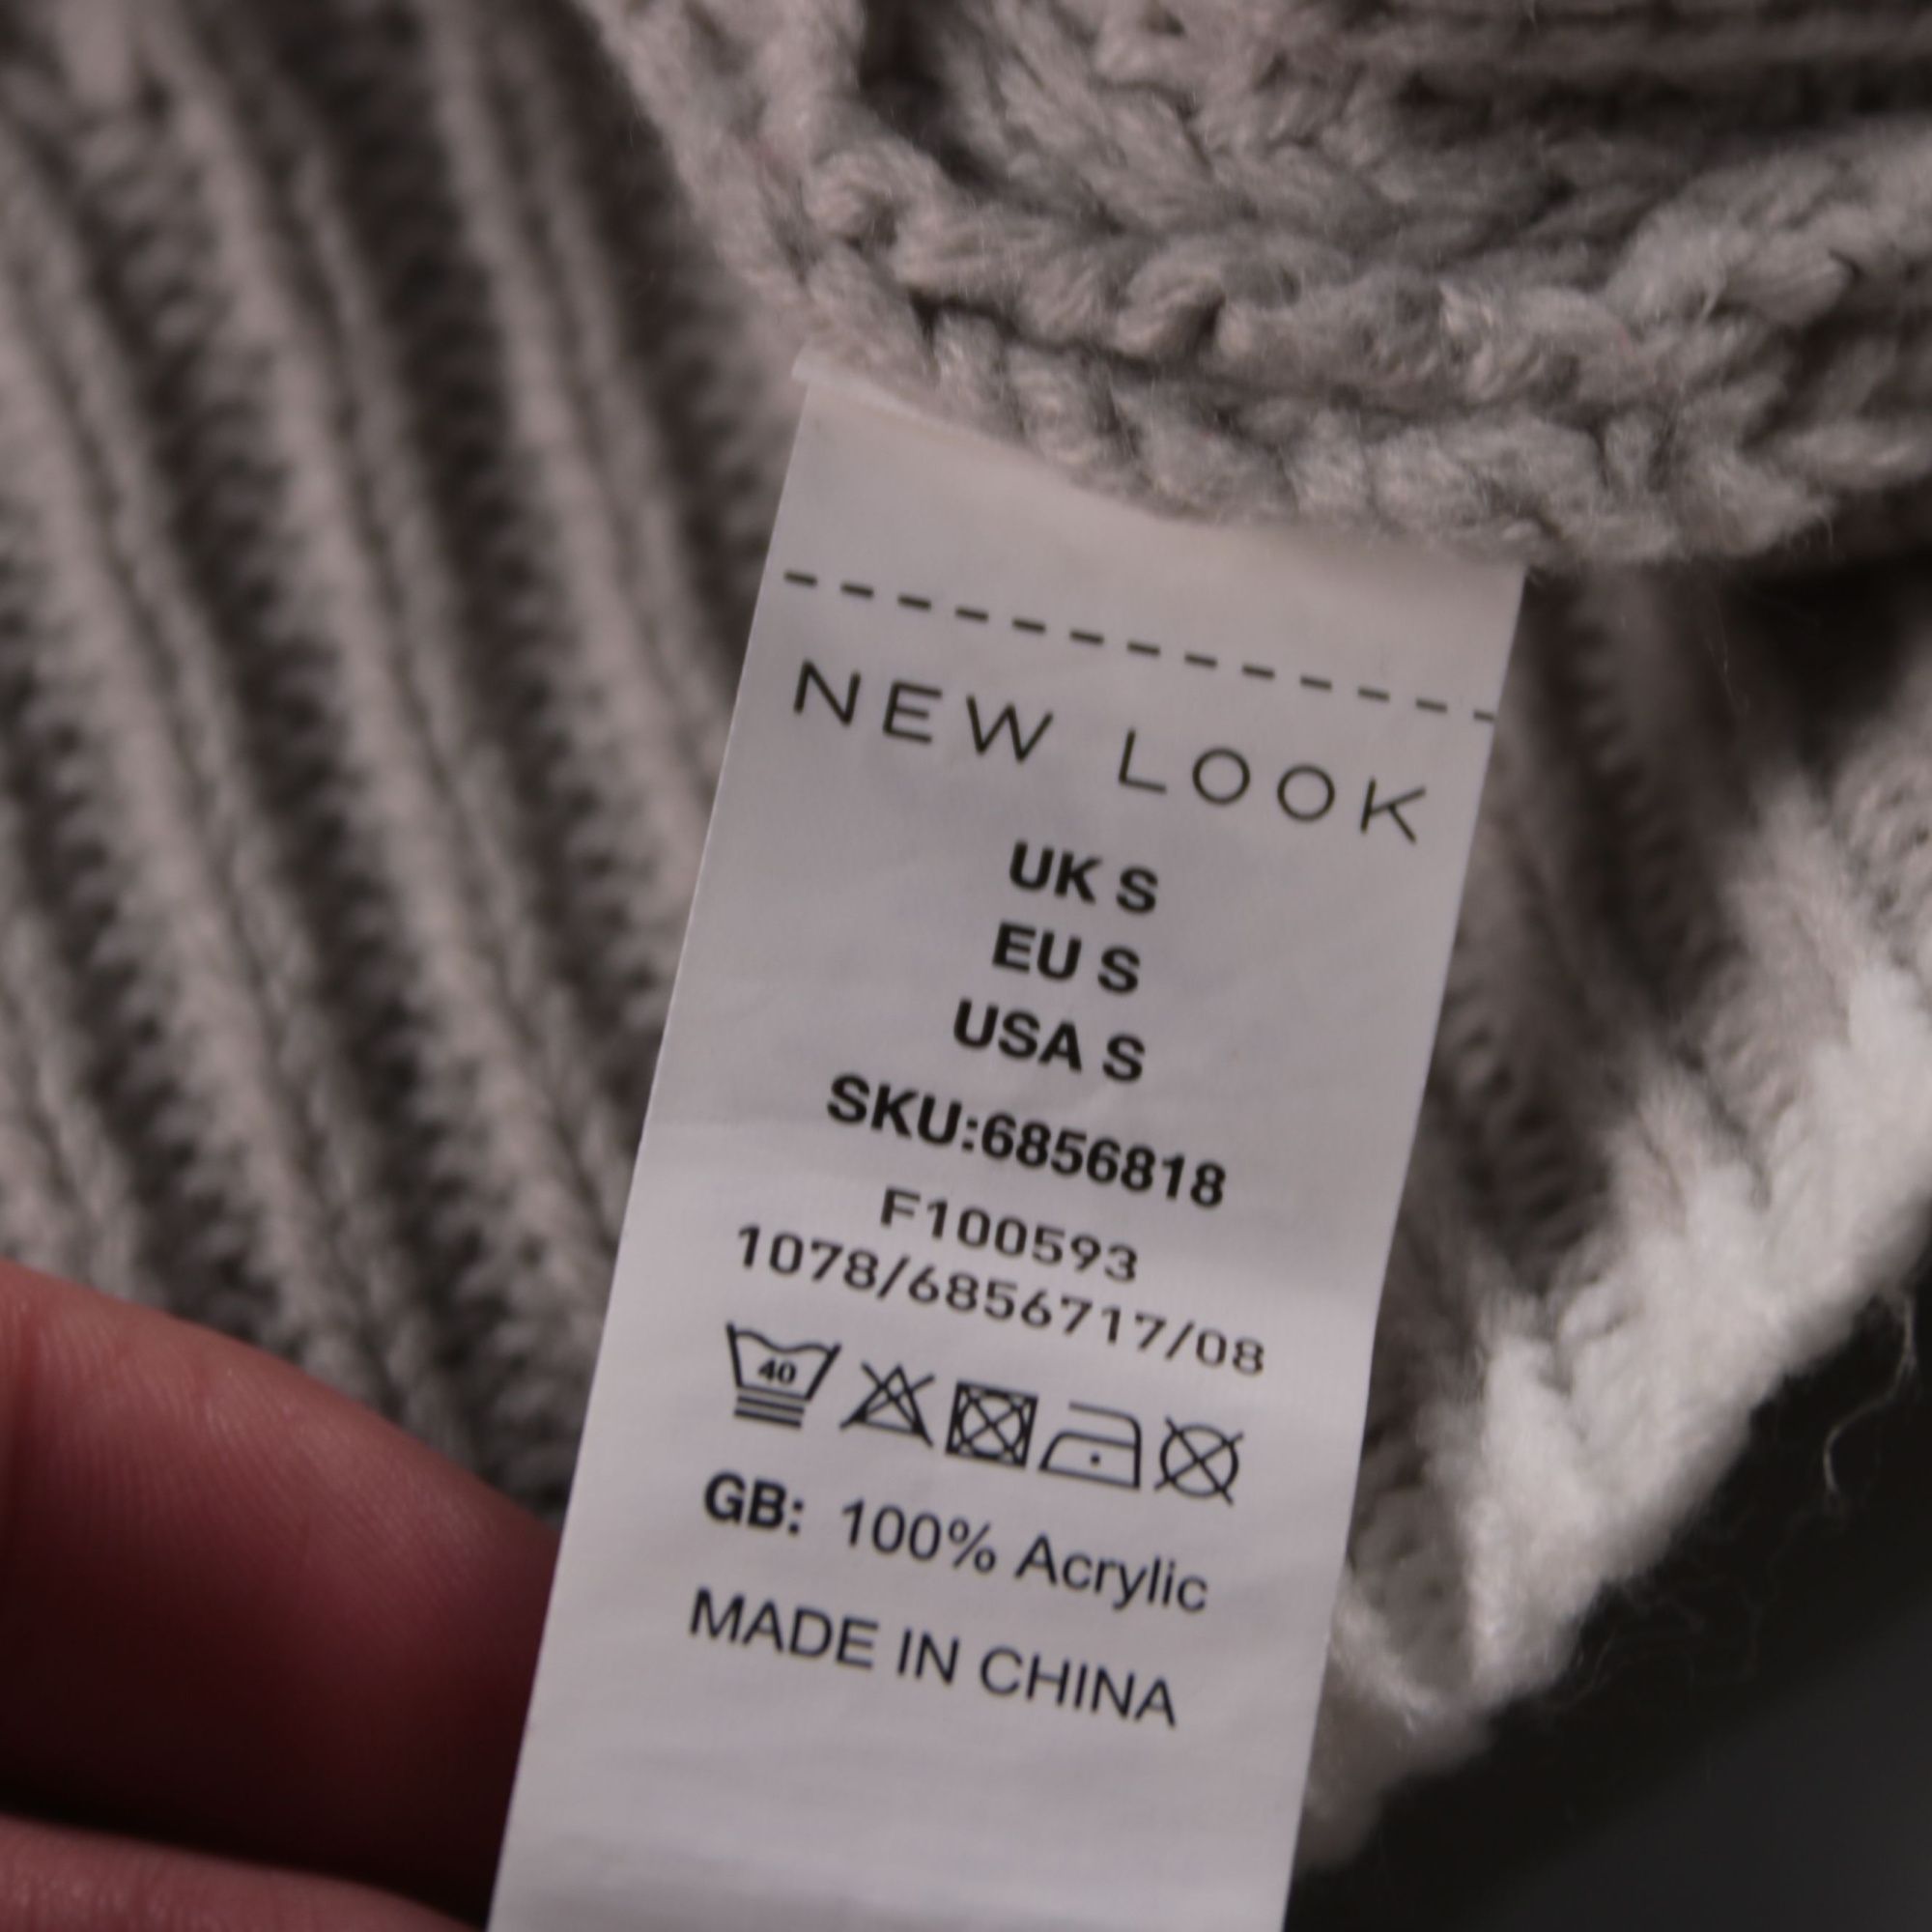 NEW LOOK
UK S
EU S
USA S
SKU:6856818
F100593
1078/6856717/08
40
GB: 100% Acrylic
MADE IN CHINA